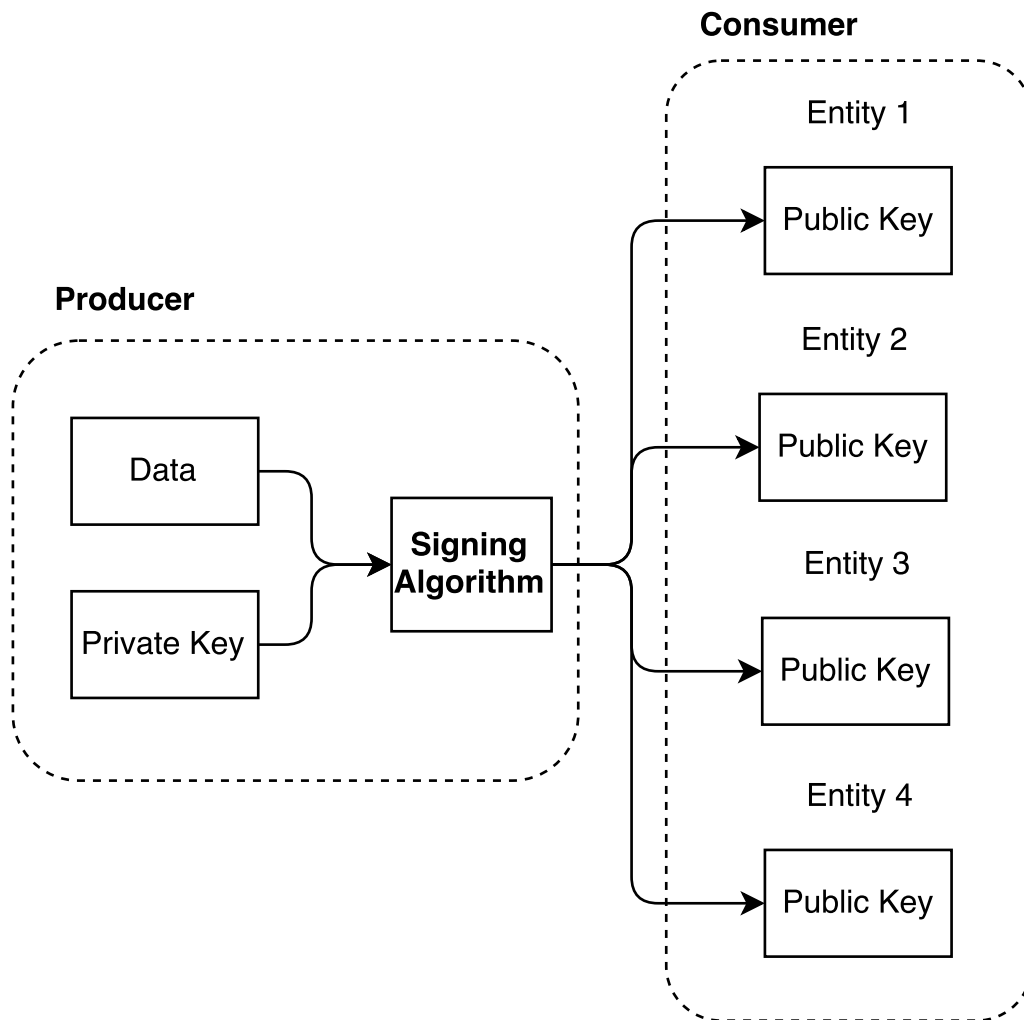 Consumer
Entity 1
Public Key
Producer
Entity 2
Data
Public Key
Signing
Algorithm
Entity 3
Private Key
Public Key
Entity 4
Public Key